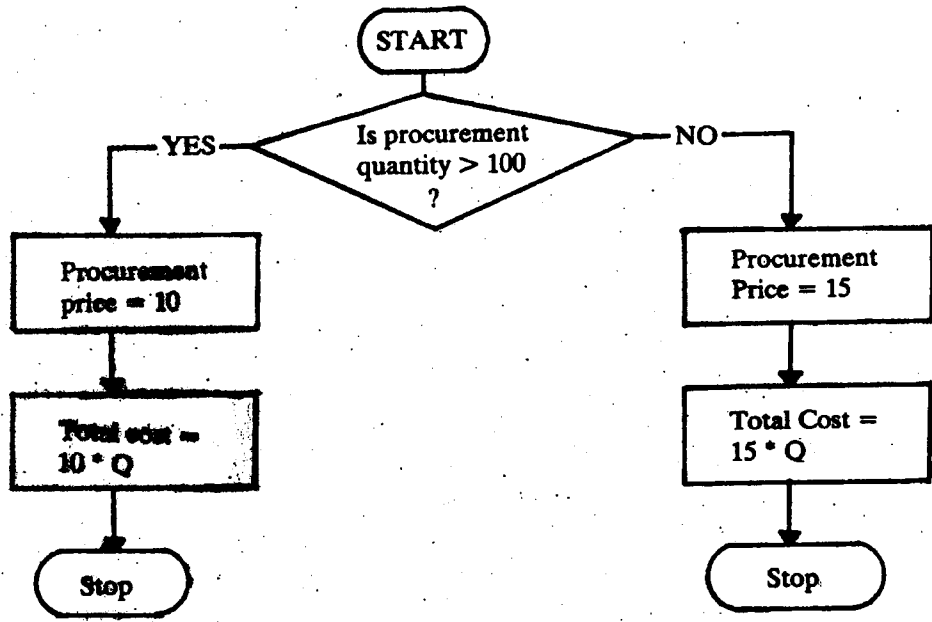 START
Is procurement
quantity > 100
?
YES
NO
Procurement
price = 10
Procurement
Price = 15
Total cost =
10 * Q
Total Cost =
15 * Q
Stop
Stop